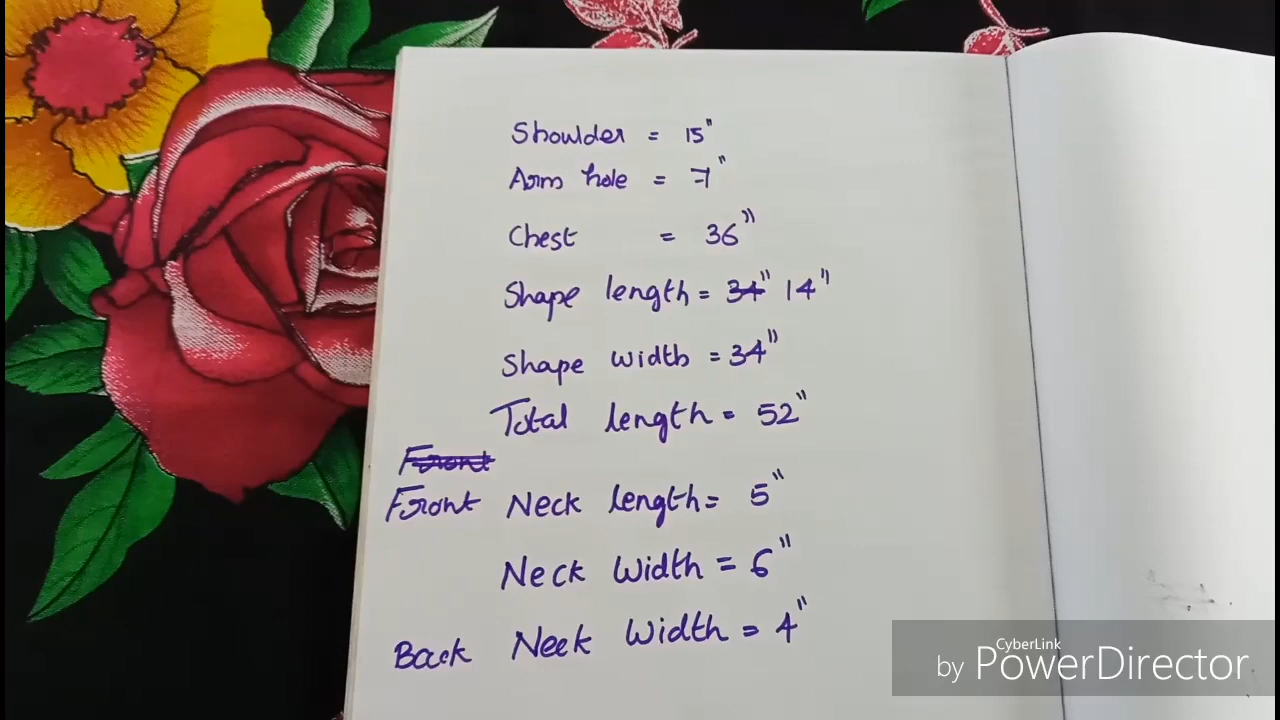 Shoulder = 15"
Arm hole = 7"
Chest = 36"
Shape length = 34" 14"
Shape width = 34"
Total length = 52"
Front
Front Neck length = 5"
Neck Width = 6"
Back Neck Width = 4"
CyberLink
by PowerDirector